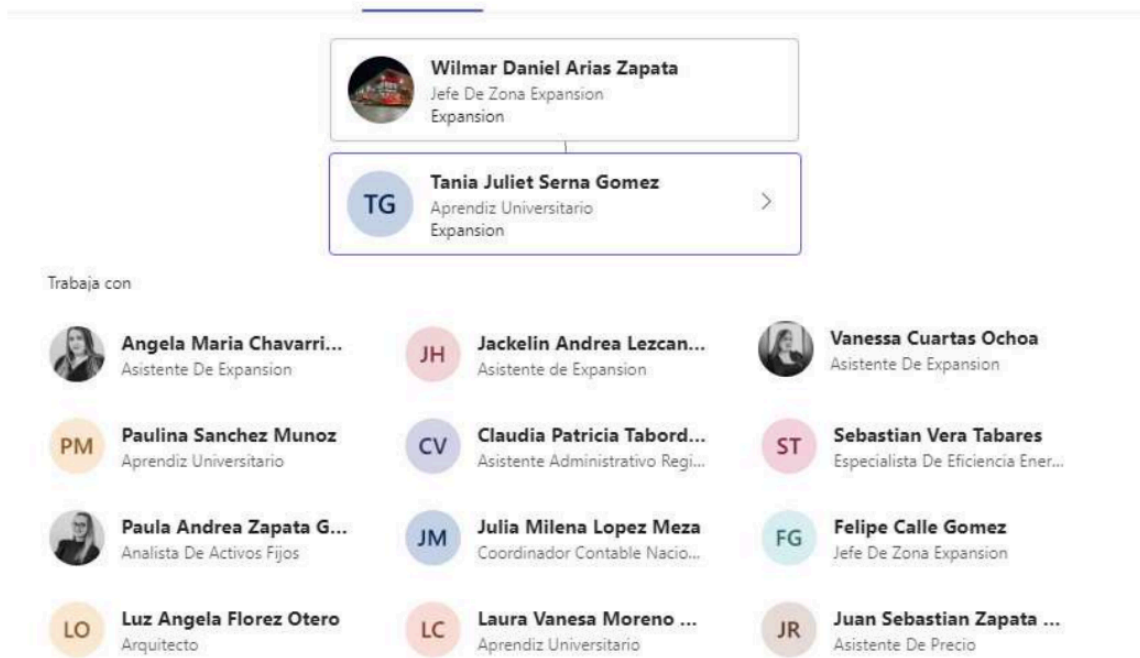 Wilmar Daniel Arias Zapata
Jefe De Zona Expansion
Expansion
TG
Tania Juliet Serna Gomez
Aprendiz Universitario
Expansion
Trabaja con
Angela Maria Chavarri...
Asistente De Expansion
JH
Jackelin Andrea Lezcan...
Asistente de Expansion
Vanessa Cuartas Ochoa
Asistente De Expansion
PM
Paulina Sanchez Munoz
Aprendiz Universitario
CV
Claudia Patricia Tabord...
Asistente Administrativo Regi...
ST
Sebastian Vera Tabares
Especialista De Eficiencia Ener...
Paula Andrea Zapata G...
Analista De Activos Fijos
JM
Julia Milena Lopez Meza
Coordinador Contable Nacio...
FG
Felipe Calle Gomez
Jefe De Zona Expansion
LO
Luz Angela Florez Otero
Arquitecto
LC
Laura Vanesa Moreno ...
Aprendiz Universitario
JR
Juan Sebastian Zapata ...
Asistente De Precio